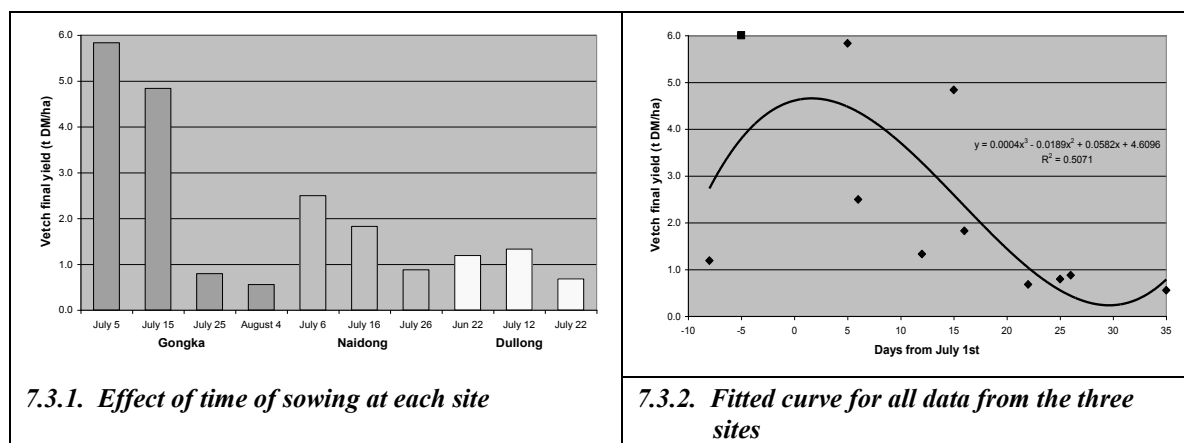 6.0
5.0
4.0
3.0
2.0
1.0
0.0
Vetch final yield (t DM/ha)
July 5 July 15 July 25 August 4 July 6 July 16 July 26 Jun 22 July 12 July 22
Gongka Naidong Dullong
7.3.1. Effect of time of sowing at each site
6.0
5.0
4.0
3.0
2.0
1.0
0.0
Vetch final yield (t DM/ha)
y = 0.0004x³ - 0.0189x² + 0.0582x + 4.6096
R² = 0.5071
-10 -5 0 5 10 15 20 25 30 35
Days from July 1st
7.3.2. Fitted curve for all data from the three
sites